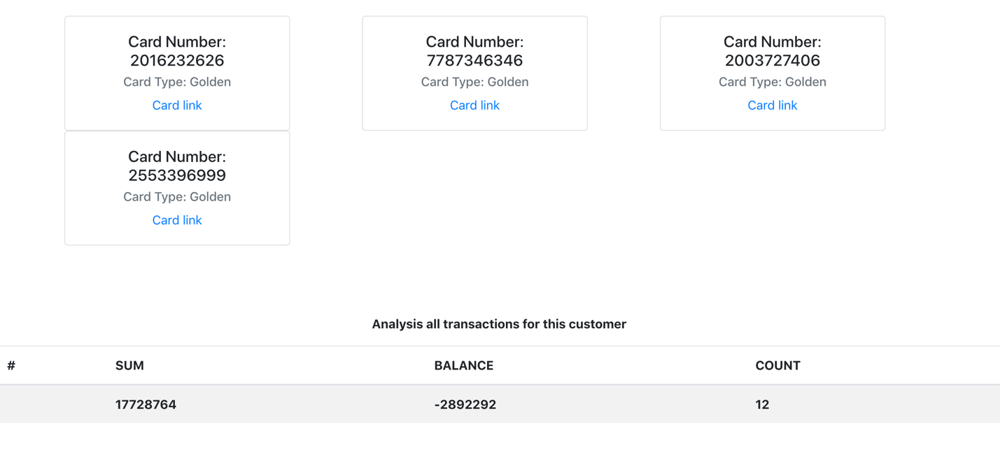 Card Number:
2016232626
Card Type: Golden
Card link
Card Number:
7787346346
Card Type: Golden
Card link
Card Number:
2003727406
Card Type: Golden
Card link
Card Number:
2553396999
Card Type: Golden
Card link
Analysis all transactions for this customer
# SUM BALANCE COUNT
17728764 -2892292 12